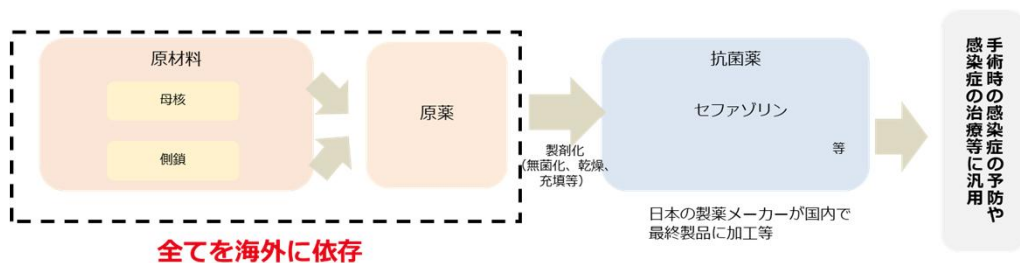 原材料
母核
側鎖
原薬
全てを海外に依存
製剤化
（無菌化、乾燥、
充填等）
抗菌薬
セファゾリン
等
日本の製薬メーカーが国内で
最終製品に加工等
手術時の感染症の予防や
感染症の治療等に汎用